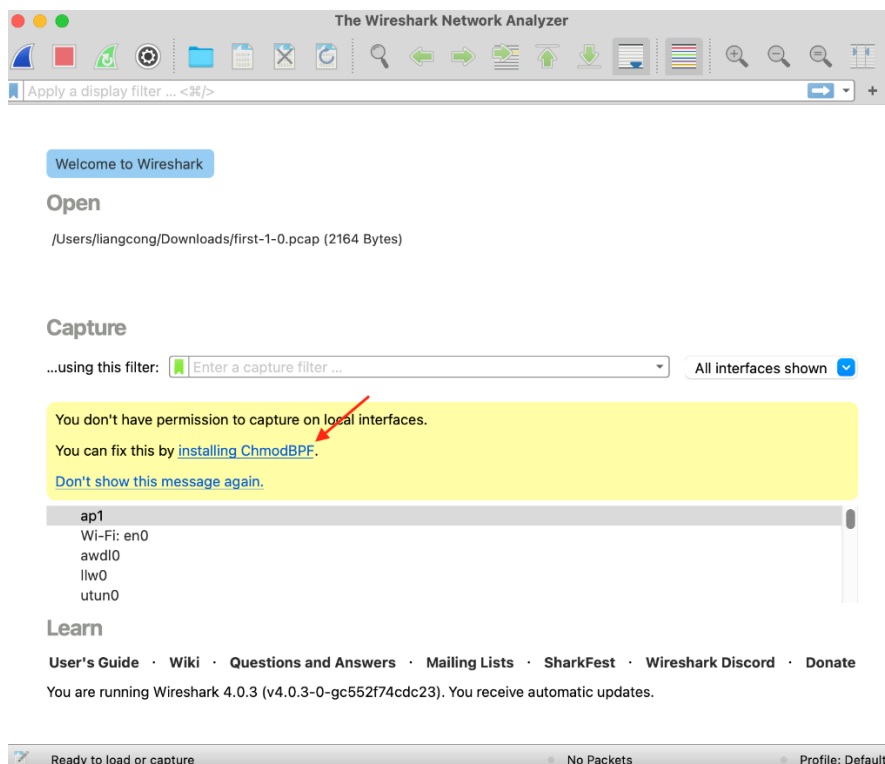 The Wireshark Network Analyzer
Apply a display filter ... <⌘/>
+
Welcome to Wireshark
Open
/Users/liangcong/Downloads/first-1-0.pcap (2164 Bytes)
Capture
...using this filter: Enter a capture filter ... All interfaces shown
You don't have permission to capture on local interfaces.
You can fix this by installing ChmodBPF.
Don't show this message again.
ap1
Wi-Fi: en0
awdl0
llw0
utun0
Learn
User's Guide · Wiki · Questions and Answers · Mailing Lists · SharkFest · Wireshark Discord · Donate
You are running Wireshark 4.0.3 (v4.0.3-0-gc552f74cdc23). You receive automatic updates.
Ready to load or capture No Packets Profile: Default